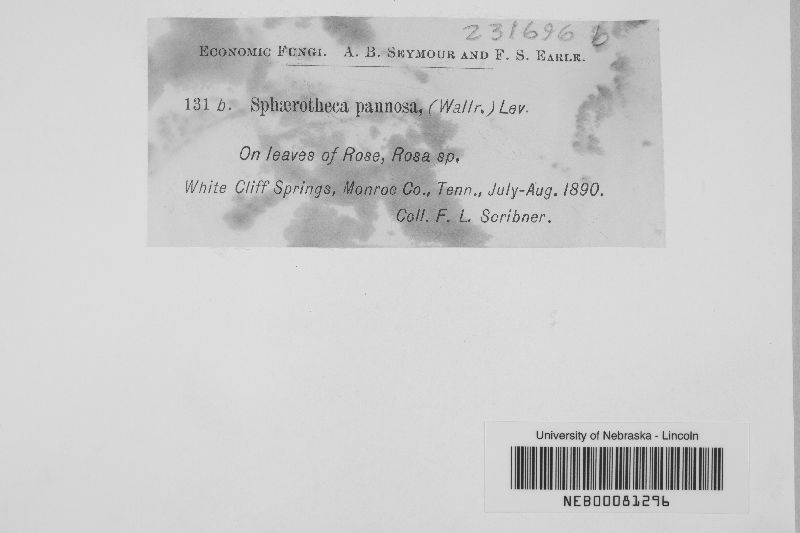 231696 b
Economic Fungi. A. B. Seymour and F. S. Earle.
131 b. Sphærotheca pannosa, (Wallr.) Lev.
On leaves of Rose, Rosa sp.
White Cliff Springs, Monroe Co., Tenn., July-Aug. 1890.
Coll. F. L. Scribner.
University of Nebraska - Lincoln
NEB00081296